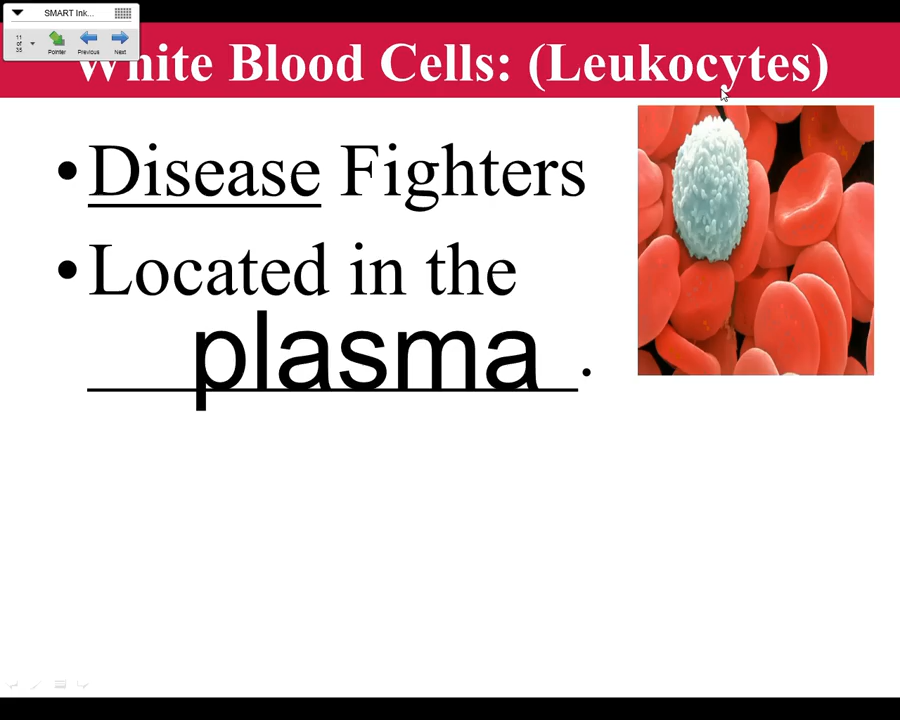 SMART Ink...
11
of
35
Pointer
Previous
Next
White Blood Cells: (Leukocytes)
• Disease Fighters
• Located in the
plasma.